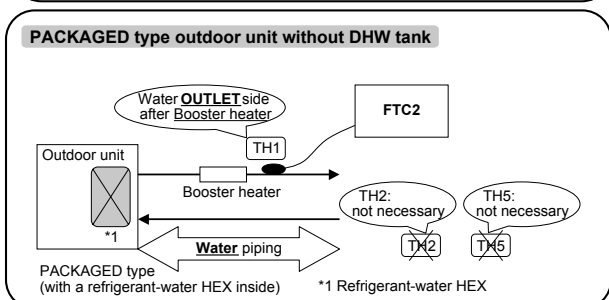 PACKAGED type outdoor unit without DHW tank
Water OUTLET side
after Booster heater
FTC2
TH1
Outdoor unit
Booster heater
TH2:
not necessary
TH5:
not necessary
*1
TH2
TH5
Water piping
PACKAGED type
(with a refrigerant-water HEX inside)
*1 Refrigerant-water HEX